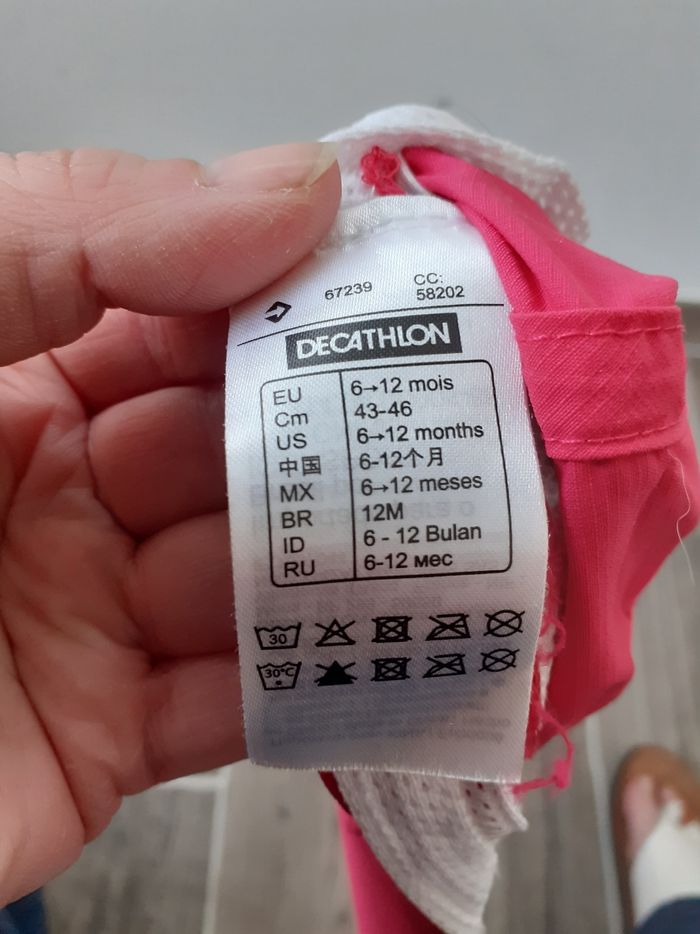 67239 CC:
58202
DECATHLON
EU 6→12 mois
Cm 43-46
US 6→12 months
中国 6-12个月
MX 6→12 meses
BR 12M
ID 6 - 12 Bulan
RU 6-12 мес
30
30°C